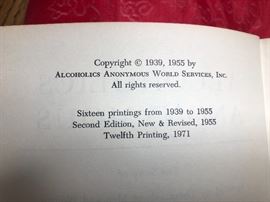 Copyright © 1939, 1955 by
Alcoholics Anonymous World Services, Inc.
All rights reserved.
Sixteen printings from 1939 to 1955
Second Edition, New & Revised, 1955
Twelfth Printing, 1971